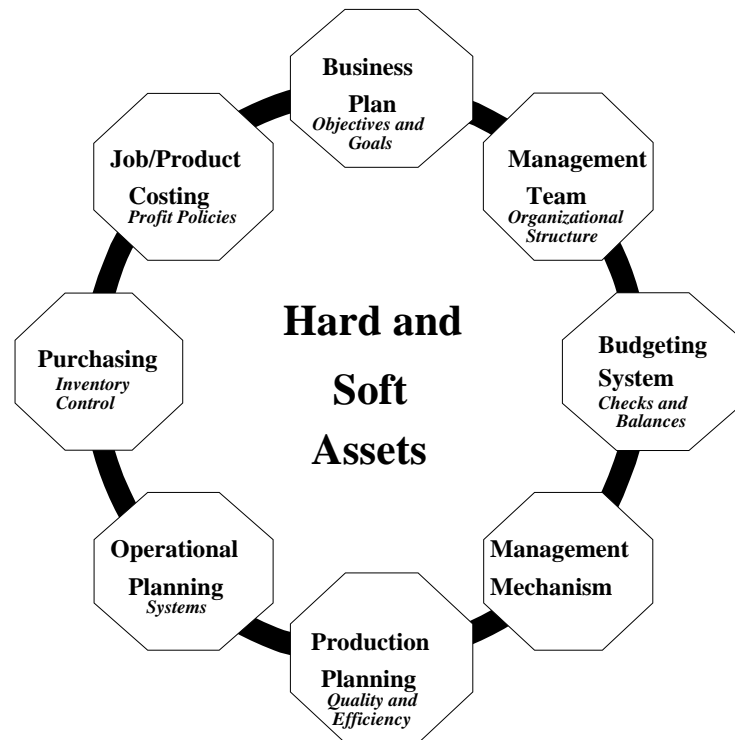 Business
Plan
Objectives and
Goals
Management
Team
Organizational
Structure
Budgeting
System
Checks and
Balances
Management
Mechanism
Production
Planning
Quality and
Efficiency
Operational
Planning
Systems
Purchasing
Inventory
Control
Job/Product
Costing
Profit Policies
Hard and
Soft
Assets